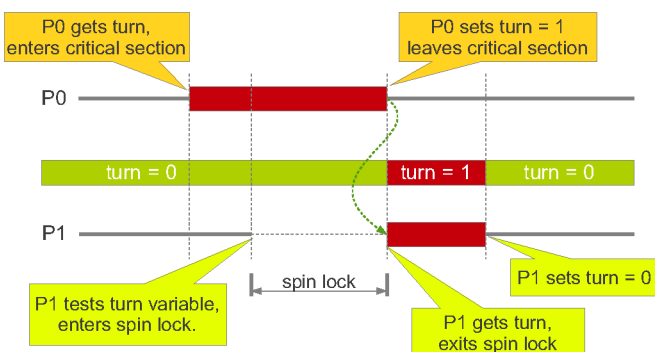 P0 gets turn,
enters critical section
P0 sets turn = 1
leaves critical section
P0
turn = 0
turn = 1
turn = 0
P1
spin lock
P1 tests turn variable,
enters spin lock.
P1 sets turn = 0
P1 gets turn,
exits spin lock